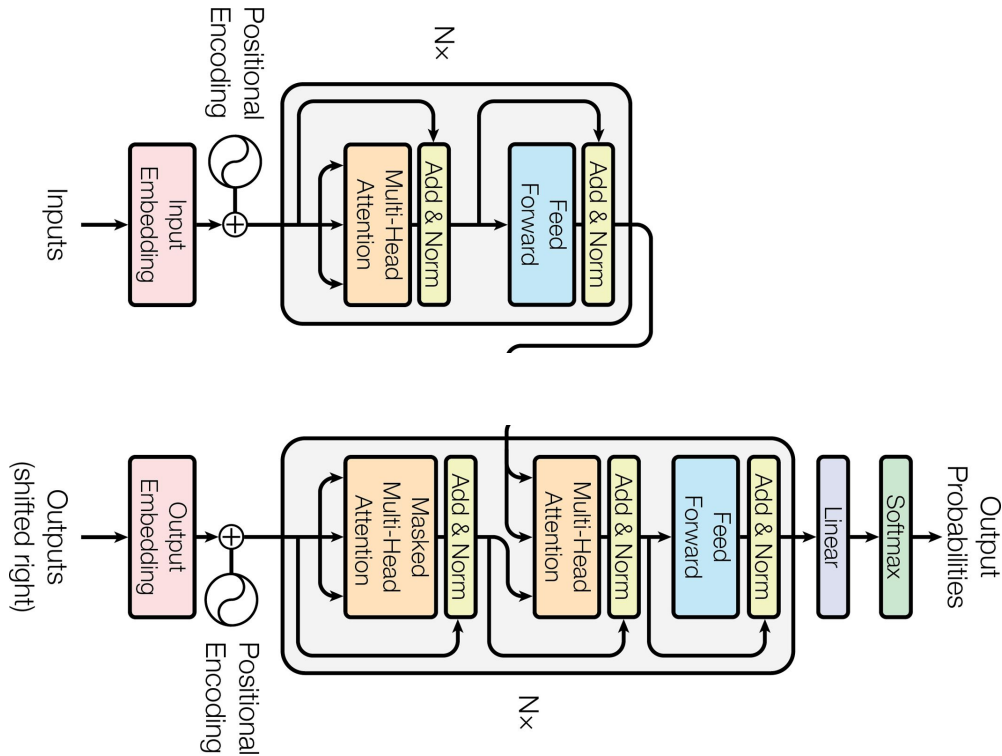 Inputs
Input
Embedding
Positional
Encoding
Nx
Multi-Head
Attention
Add & Norm
Feed
Forward
Add & Norm
Outputs
(shifted right)
Output
Embedding
Positional
Encoding
Masked
Multi-Head
Attention
Add & Norm
Multi-Head
Attention
Add & Norm
Nx
Feed
Forward
Add & Norm
Linear
Softmax
Output
Probabilities